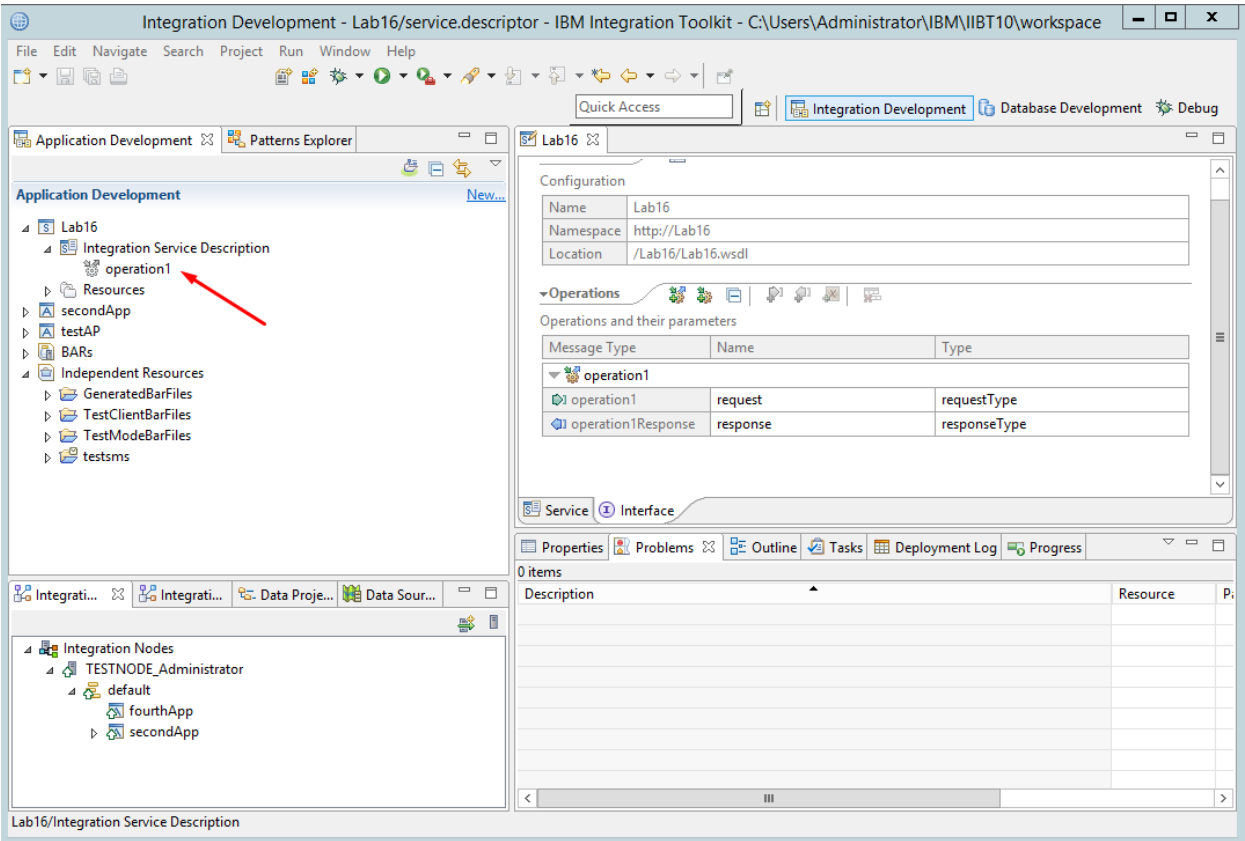 Integration Development - Lab16/service.descriptor - IBM Integration Toolkit - C:\Users\Administrator\IBM\IIBT10\workspace
File Edit Navigate Search Project Run Window Help
Quick Access
Integration Development
Database Development
Debug
Application Development
Patterns Explorer
Application Development
New...
Lab16
Integration Service Description
operation1
Resources
secondApp
testAP
BARs
Independent Resources
GeneratedBarFiles
TestClientBarFiles
TestModeBarFiles
testsms
Lab16
Configuration
Name Lab16
Namespace http://Lab16
Location /Lab16/Lab16.wsdl
Operations
Operations and their parameters
Message Type Name Type
operation1
operation1 request requestType
operation1Response response responseType
Service Interface
Integrati... Integrati... Data Proje... Data Sour...
Integration Nodes
TESTNODE_Administrator
default
fourthApp
secondApp
Properties Problems Outline Tasks Deployment Log Progress
0 items
Description Resource Pa
Lab16/Integration Service Description